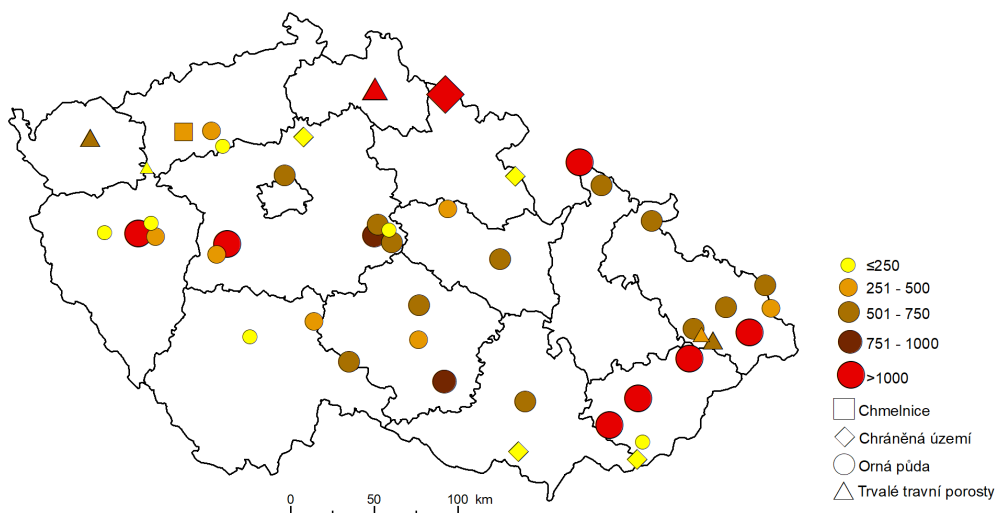 ≤250
251 - 500
501 - 750
751 - 1000
>1000
Chmelnice
Chráněná území
Orná půda
Trvalé travní porosty
0 50 100 km